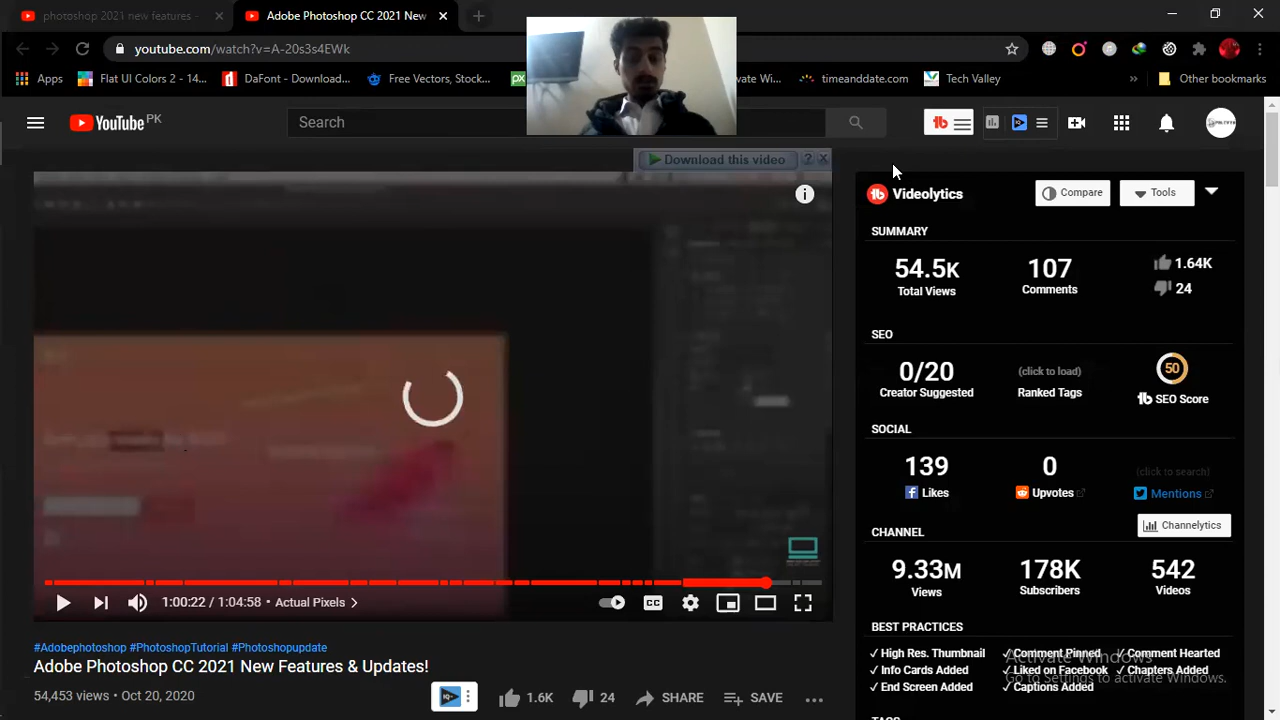 photoshop 2021 new features -
Adobe Photoshop CC 2021 New
youtube.com/watch?v=A-20s3s4EWk
Apps
Flat UI Colors 2 - 14...
DaFont - Download...
Free Vectors, Stock...
px
ivate Wi...
timeanddate.com
Tech Valley
»
Other bookmarks
YouTube PK
Search
Download this video ?
i
Videolytics
Compare
Tools
SUMMARY
54.5K
Total Views
107
Comments
1.64K
24
SEO
0/20
Creator Suggested
(click to load)
Ranked Tags
50
SEO Score
SOCIAL
139
Likes
0
Upvotes
(click to search)
Mentions
CHANNEL
Channelytics
9.33M
Views
178K
Subscribers
542
Videos
BEST PRACTICES
✓ High Res. Thumbnail ✓ Comment Pinned ✓ Comment Hearted
✓ Info Cards Added ✓ Liked on Facebook ✓ Chapters Added
✓ End Screen Added ✓ Captions Added
Activate Windows
Go to Settings to activate Windows.
TAGS
1:00:22 / 1:04:58 • Actual Pixels
CC
#Adobephotoshop #PhotoshopTutorial #Photoshopupdate
Adobe Photoshop CC 2021 New Features & Updates!
54,453 views • Oct 20, 2020
1.6K
24
SHARE
SAVE